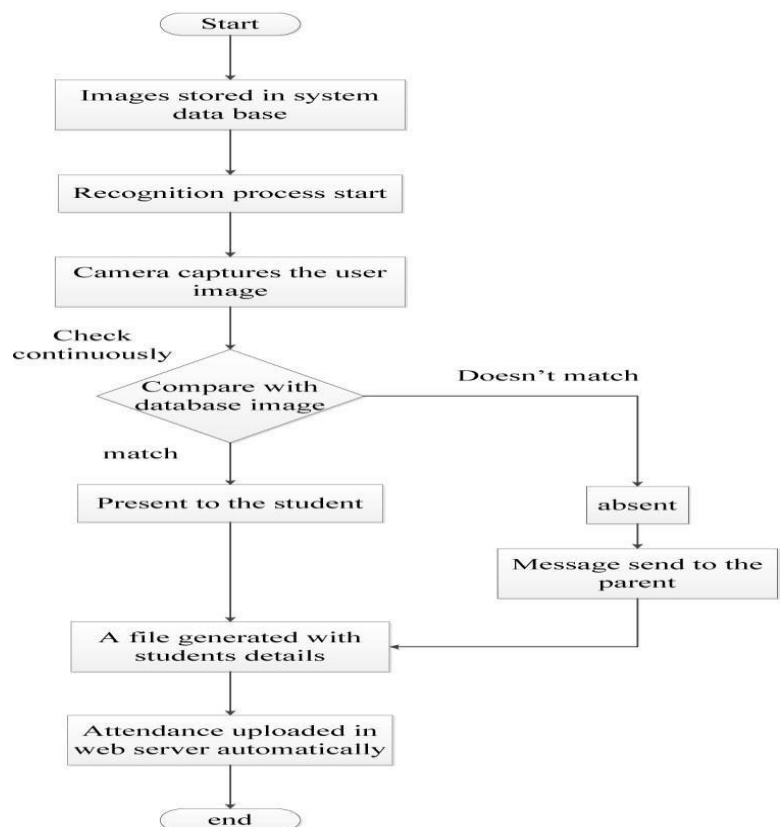 Start
Images stored in system
data base
Recognition process start
Camera captures the user
image
Check
continuously
Compare with
database image
Doesn't match
match
Present to the student
absent
Message send to the
parent
A file generated with
students details
Attendance uploaded in
web server automatically
end